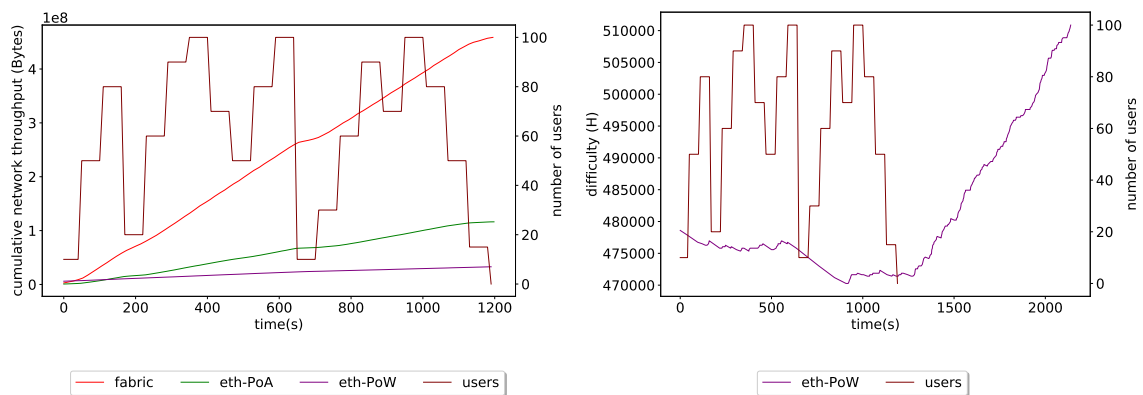 1e8
cumulative network throughput (Bytes)
4
3
2
1
0
100
80
60
40
20
0
number of users
0 200 400 600 800 1000 1200
time(s)
fabric eth-PoA eth-PoW users
difficulty (H)
510000
505000
500000
495000
490000
485000
480000
475000
470000
100
80
60
40
20
0
number of users
0 500 1000 1500 2000
time(s)
eth-PoW users